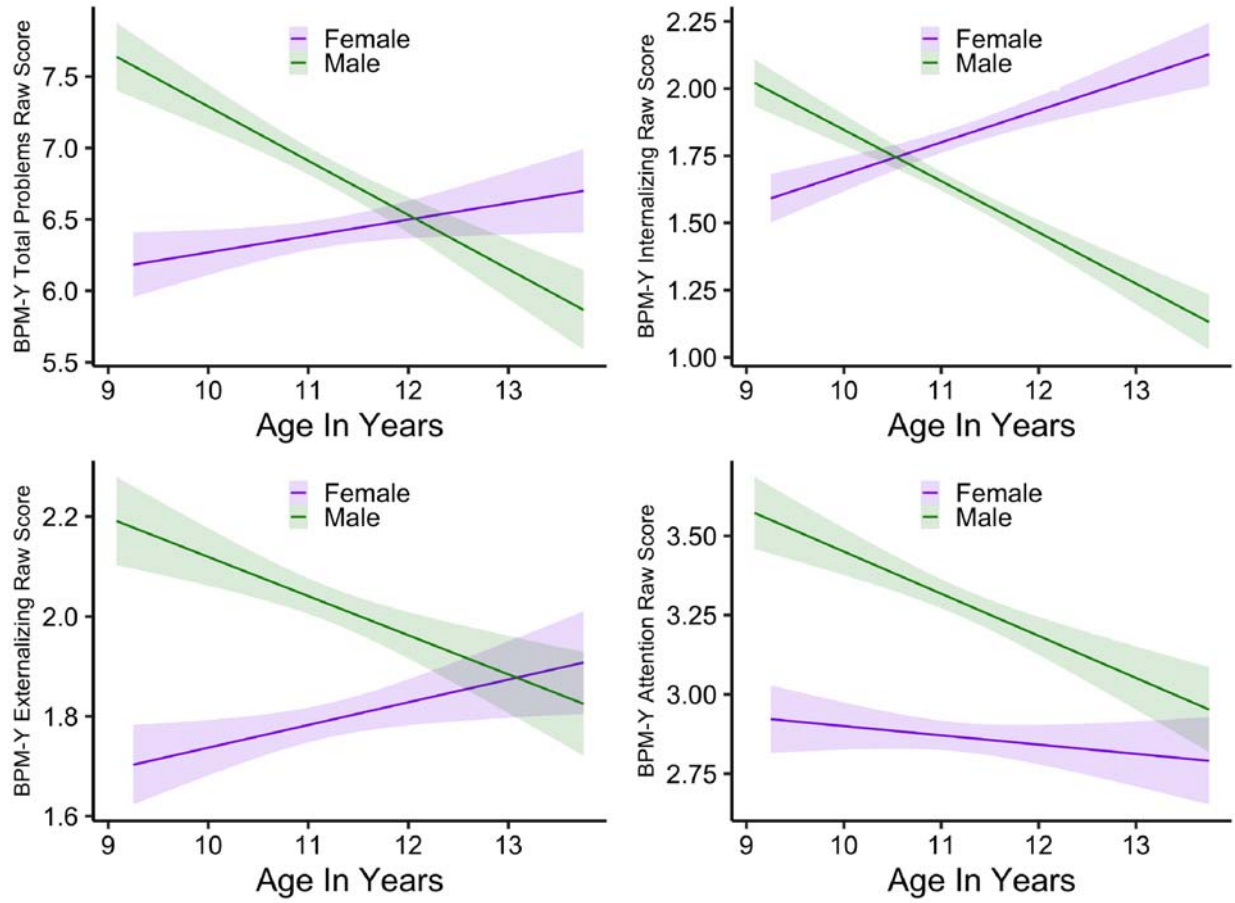 BPM-Y Total Problems Raw Score
7.5
7.0
6.5
6.0
5.5
Female
Male
9 10 11 12 13
Age In Years
BPM-Y Internalizing Raw Score
2.25
2.00
1.75
1.50
1.25
1.00
Female
Male
9 10 11 12 13
Age In Years
BPM-Y Externalizing Raw Score
2.2
2.0
1.8
1.6
Female
Male
9 10 11 12 13
Age In Years
BPM-Y Attention Raw Score
3.50
3.25
3.00
2.75
Female
Male
9 10 11 12 13
Age In Years